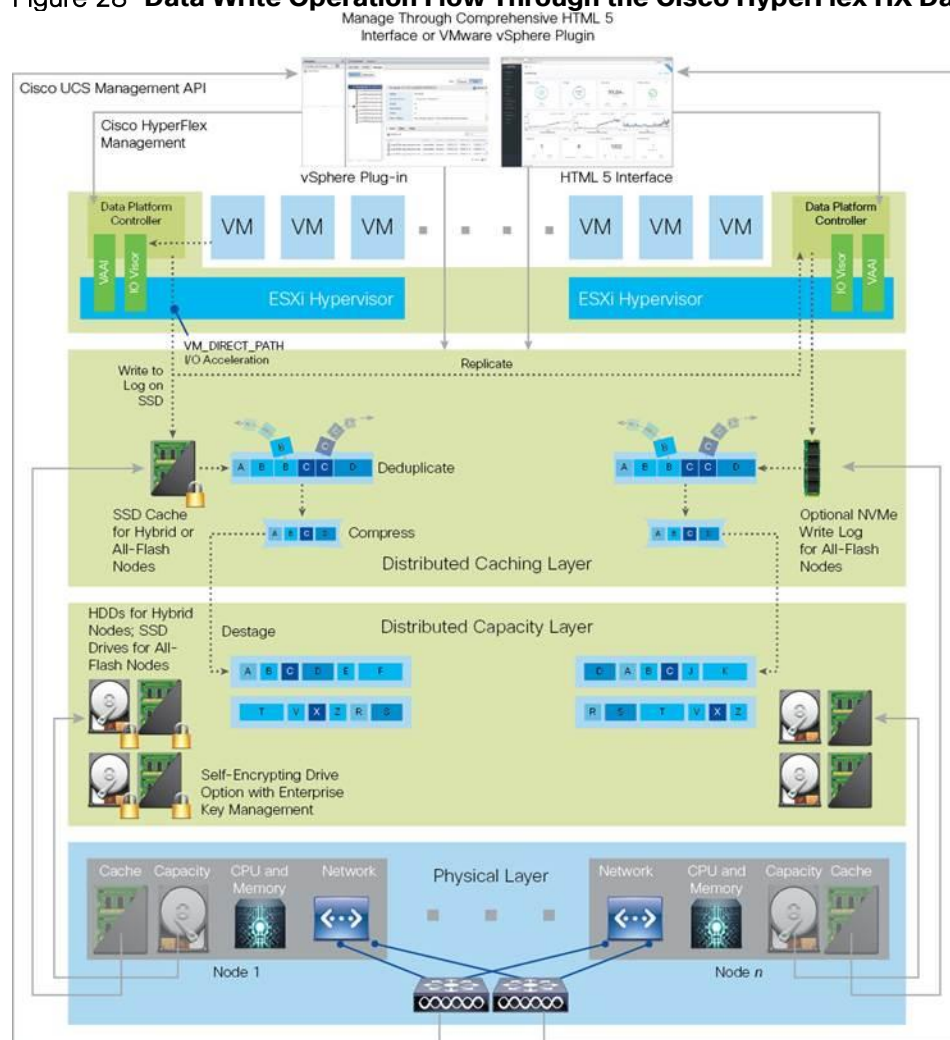 Figure 28 Data Write Operation Flow Through the Cisco HyperFlex HX Da
Manage Through Comprehensive HTML 5
Interface or VMware vSphere Plugin
Cisco UCS Management API
Cisco HyperFlex
Management
vSphere Plug-in
HTML 5 Interface
Data Platform
Controller
VM
VM
VM
VM
VM
VM
Data Platform
Controller
VAAI
IO Visor
IO Visor
VAAI
ESXi Hypervisor
ESXi Hypervisor
VM_DIRECT_PATH
I/O Acceleration
Replicate
Write to
Log on
SSD
B
C
C
B
C
C
A B B C C D
Deduplicate
A B B C C D
SSD Cache
for Hybrid or
All-Flash
Nodes
A B C D
Compress
A B C D
Optional NVMe
Write Log
for All-Flash
Nodes
Distributed Caching Layer
HDDs for Hybrid
Nodes; SSD
Drives for All-
Flash Nodes
Destage
Distributed Capacity Layer
A B C D E F
D A B C J K
T V X Z R S
R S T V X Z
Self-Encrypting Drive
Option with Enterprise
Key Management
Cache
Capacity
CPU and
Memory
Network
Physical Layer
Network
CPU and
Memory
Capacity
Cache
Node 1
Node n